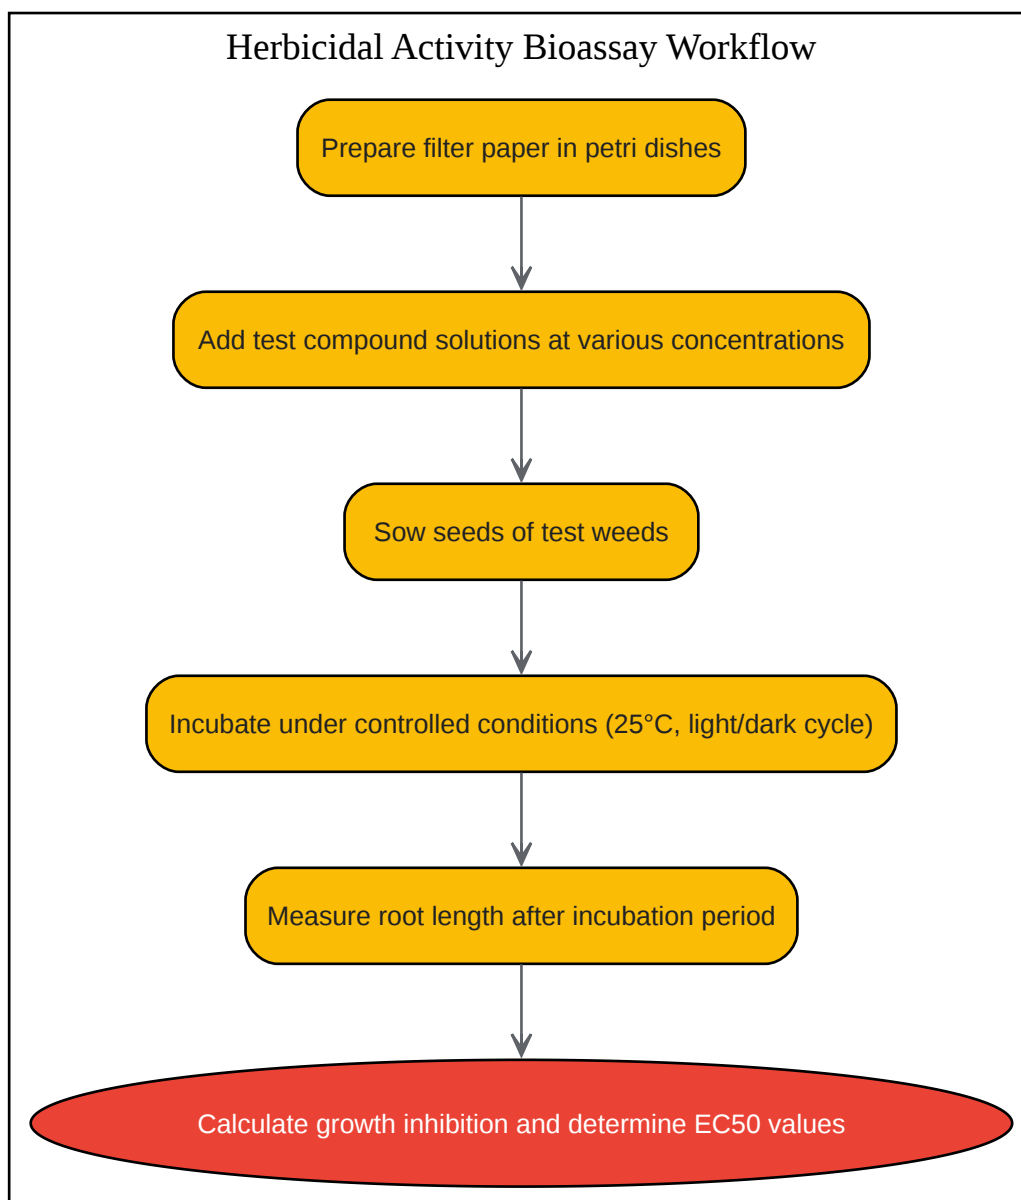 Herbicidal Activity Bioassay Workflow
Prepare filter paper in petri dishes
Add test compound solutions at various concentrations
Sow seeds of test weeds
Incubate under controlled conditions (25°C, light/dark cycle)
Measure root length after incubation period
Calculate growth inhibition and determine EC50 values